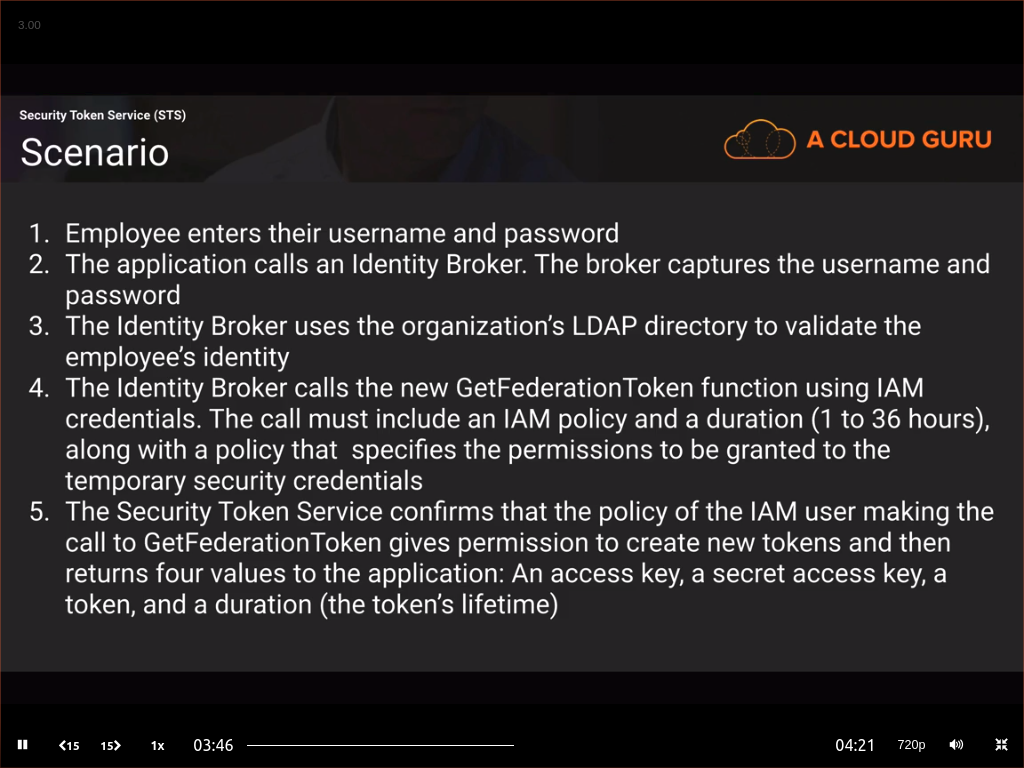 3.00
Security Token Service (STS)
Scenario
A CLOUD GURU
1. Employee enters their username and password
2. The application calls an Identity Broker. The broker captures the username and
password
3. The Identity Broker uses the organization’s LDAP directory to validate the
employee’s identity
4. The Identity Broker calls the new GetFederationToken function using IAM
credentials. The call must include an IAM policy and a duration (1 to 36 hours),
along with a policy that  specifies the permissions to be granted to the
temporary security credentials
5. The Security Token Service confirms that the policy of the IAM user making the
call to GetFederationToken gives permission to create new tokens and then
returns four values to the application: An access key, a secret access key, a
token, and a duration (the token’s lifetime)
15 15 1x 03:46 04:21 720p